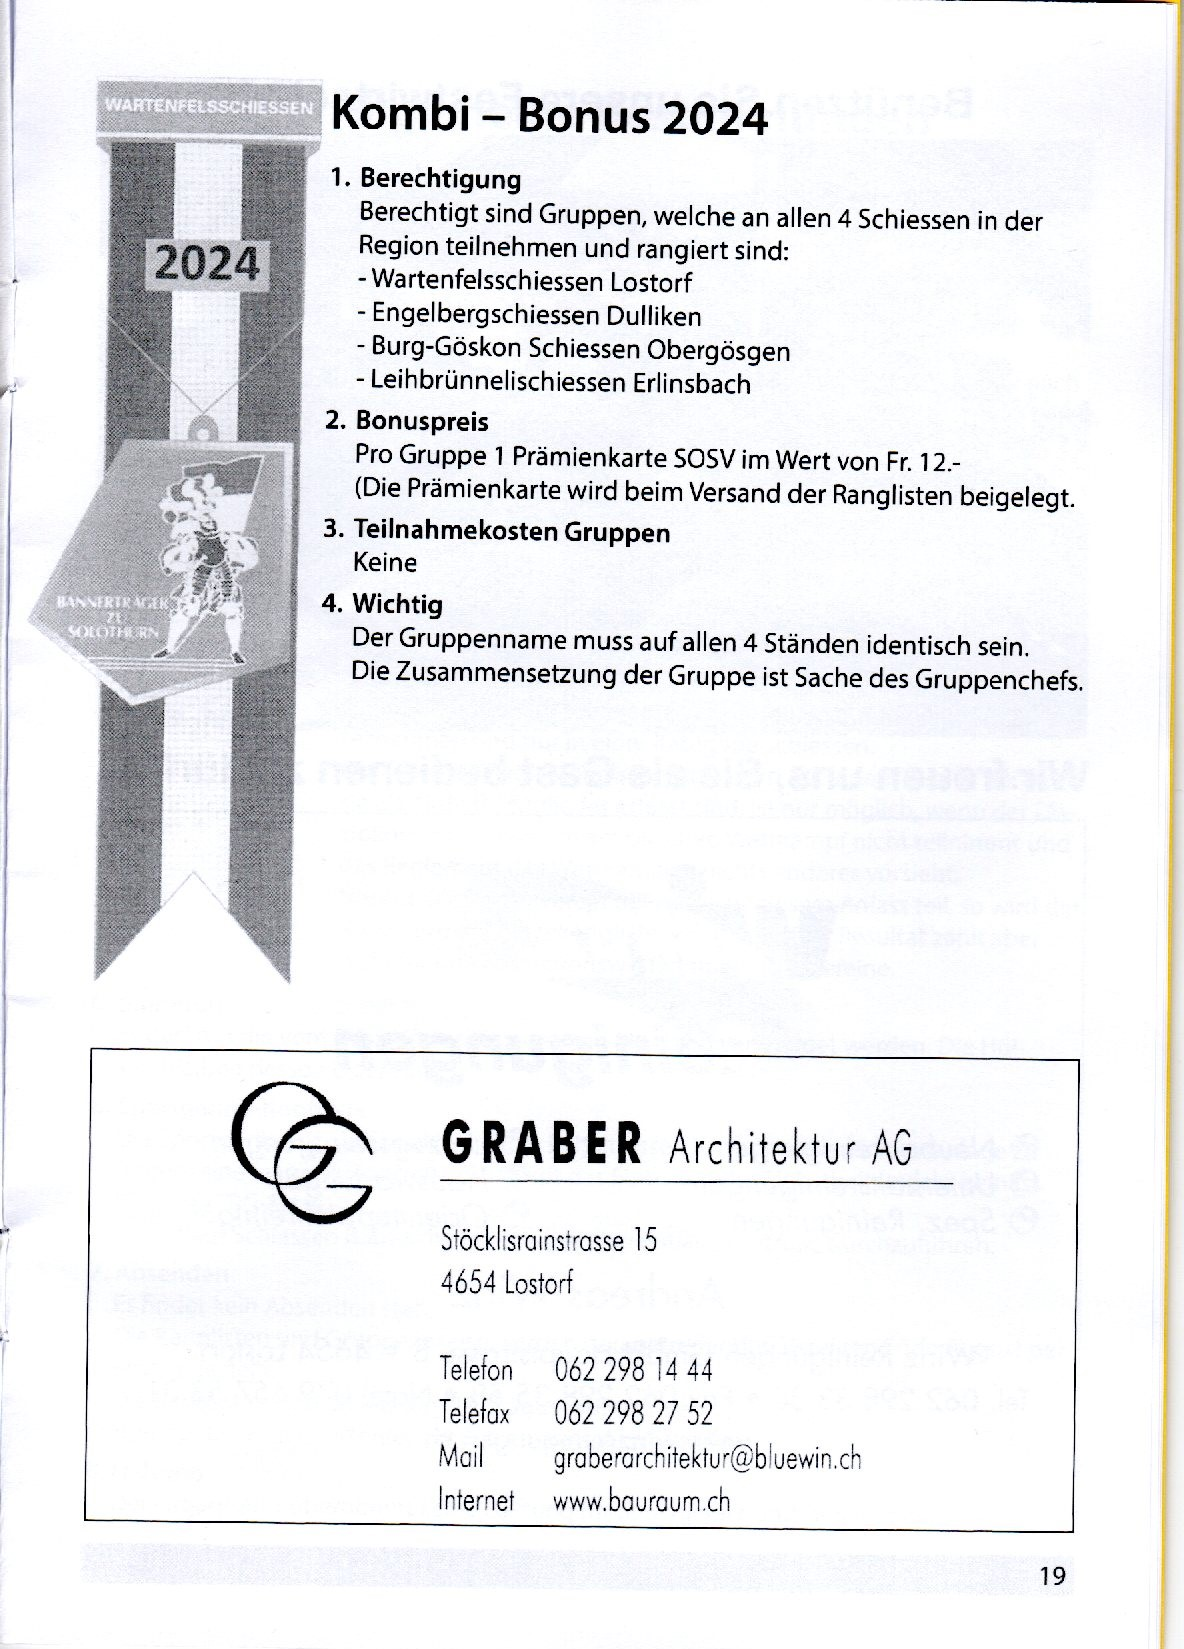 WARTENFELSSCHIESSEN
Kombi – Bonus 2024
1. Berechtigung
Berechtigt sind Gruppen, welche an allen 4 Schiessen in der
Region teilnehmen und rangiert sind:
- Wartenfelsschiessen Lostorf
- Engelbergschiessen Dulliken
- Burg-Göskon Schiessen Obergösgen
- Leihbrünnelischiessen Erlinsbach
2. Bonuspreis
Pro Gruppe 1 Prämienkarte SOSV im Wert von Fr. 12.-
(Die Prämienkarte wird beim Versand der Ranglisten beigelegt.
3. Teilnahmekosten Gruppen
Keine
4. Wichtig
Der Gruppenname muss auf allen 4 Ständen identisch sein.
Die Zusammensetzung der Gruppe ist Sache des Gruppenchefs.
2024
BANNERTRÄGER
ZU
SOLOTHURN
GRABER Architektur AG
Stöcklisrainstrasse 15
4654 Lostorf
Telefon 062 298 14 44
Telefax 062 298 27 52
Mail graberarchitektur@bluewin.ch
Internet www.bauraum.ch
19